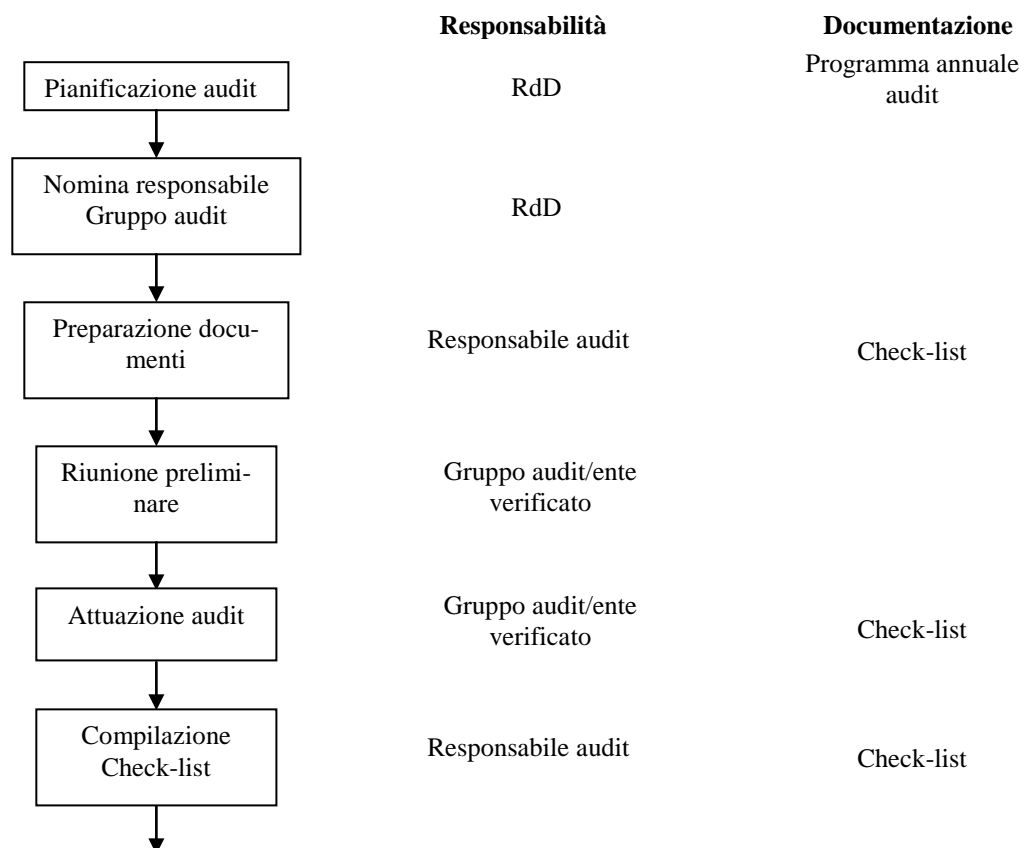 Responsabilità Documentazione
Pianificazione audit RdD Programma annuale
audit
Nomina responsabile
Gruppo audit RdD
Preparazione docu-
menti Responsabile audit Check-list
Riunione prelimi-
nare Gruppo audit/ente
verificato
Attuazione audit Gruppo audit/ente
verificato Check-list
Compilazione
Check-list Responsabile audit Check-list